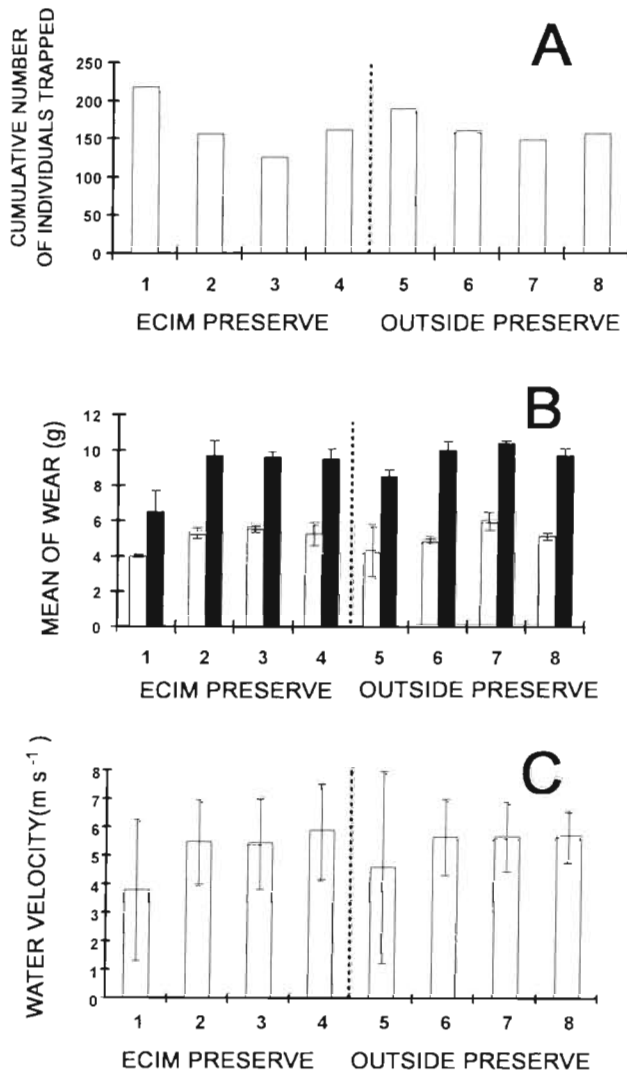 A
CUMULATIVE NUMBER
OF INDIVIDUALS TRAPPED
250
200
150
100
50
0
1 2 3 4 5 6 7 8
ECIM PRESERVE OUTSIDE PRESERVE
B
MEAN OF WEAR (g)
12
10
8
6
4
2
0
1 2 3 4 5 6 7 8
ECIM PRESERVE OUTSIDE PRESERVE
C
WATER VELOCITY(m s⁻¹)
8
7
6
5
4
3
2
1
0
1 2 3 4 5 6 7 8
ECIM PRESERVE OUTSIDE PRESERVE